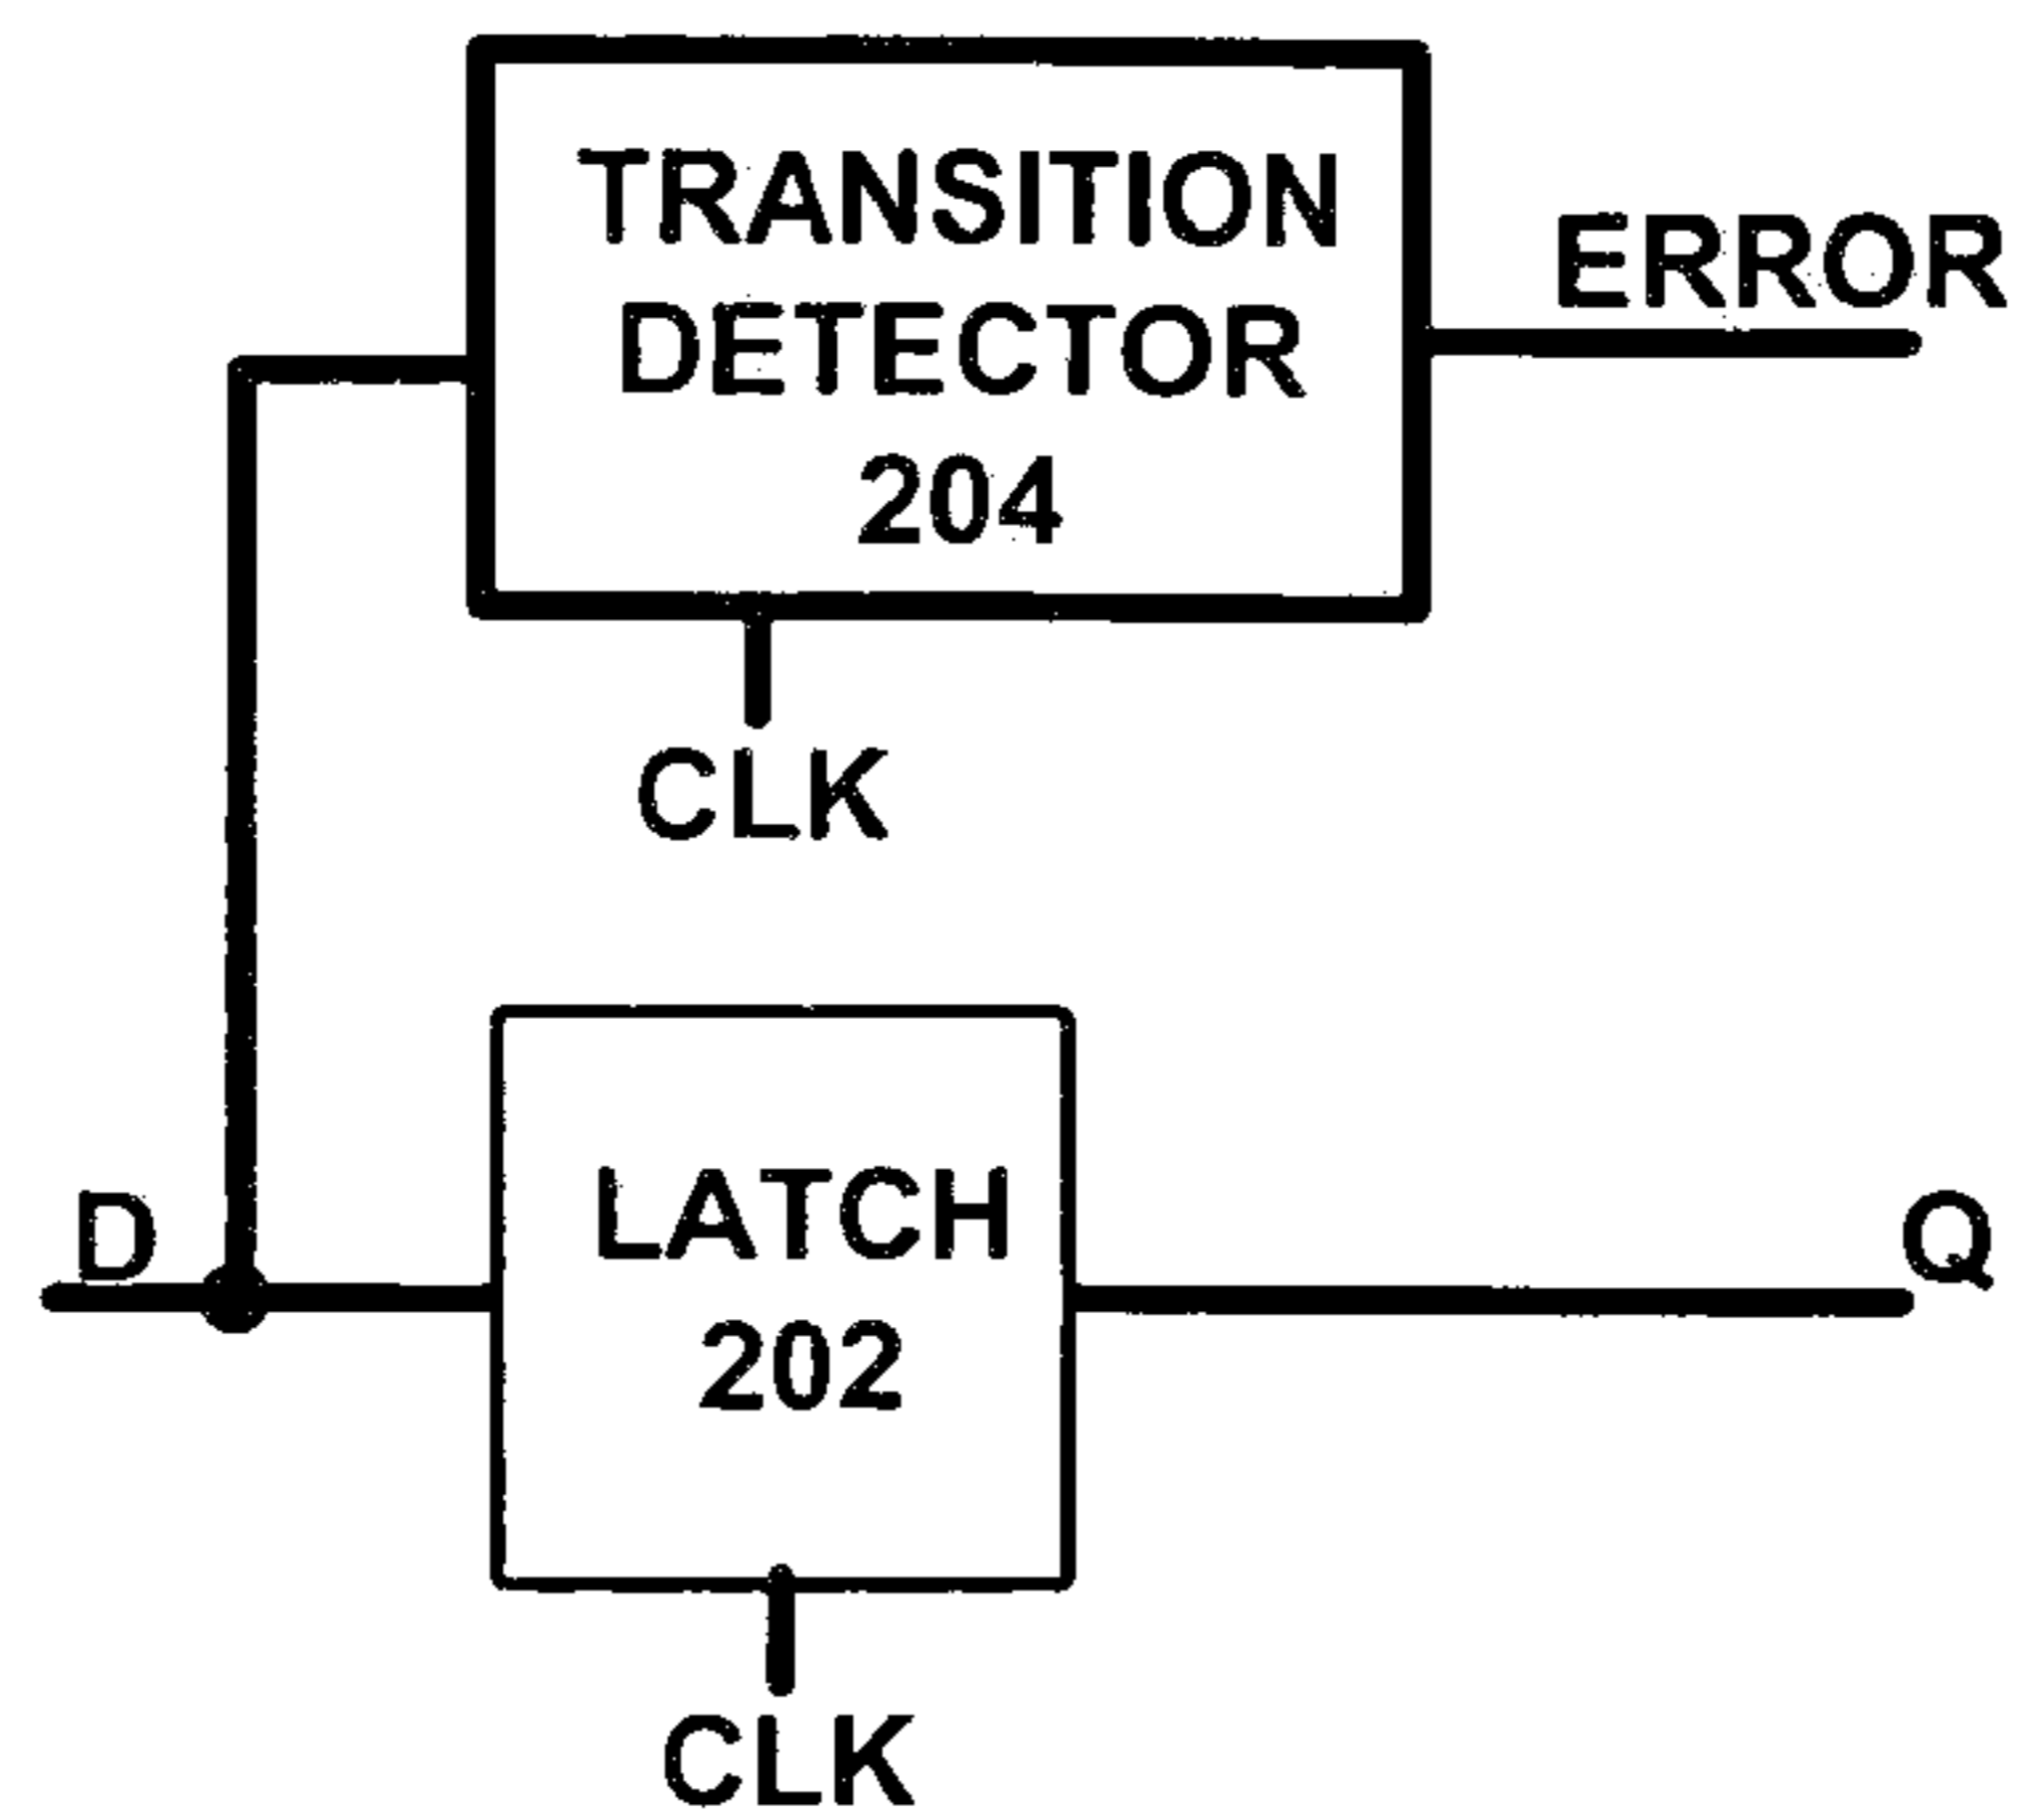 TRANSITION
DETECTOR
204
ERROR
CLK
D
LATCH
202
Q
CLK